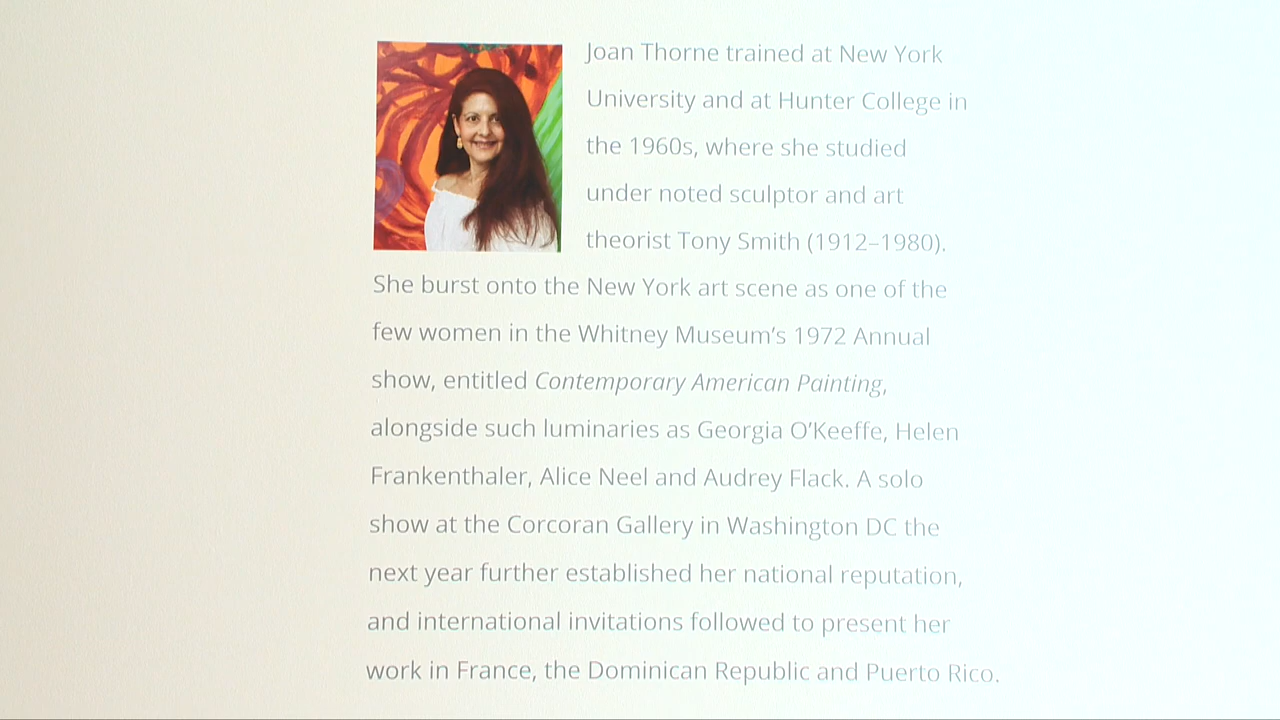 Joan Thorne trained at New York
University and at Hunter College in
the 1960s, where she studied
under noted sculptor and art
theorist Tony Smith (1912–1980).
She burst onto the New York art scene as one of the
few women in the Whitney Museum’s 1972 Annual
show, entitled Contemporary American Painting,
alongside such luminaries as Georgia O’Keeffe, Helen
Frankenthaler, Alice Neel and Audrey Flack. A solo
show at the Corcoran Gallery in Washington DC the
next year further established her national reputation,
and international invitations followed to present her
work in France, the Dominican Republic and Puerto Rico.